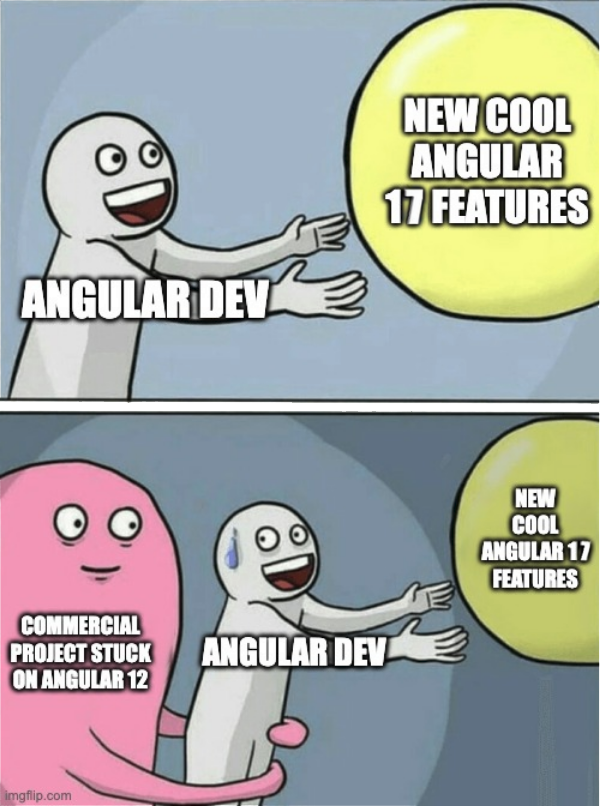 NEW COOL
ANGULAR
17 FEATURES
ANGULAR DEV
NEW
COOL
ANGULAR 17
FEATURES
COMMERCIAL
PROJECT STUCK
ON ANGULAR 12
ANGULAR DEV
imgflip.com